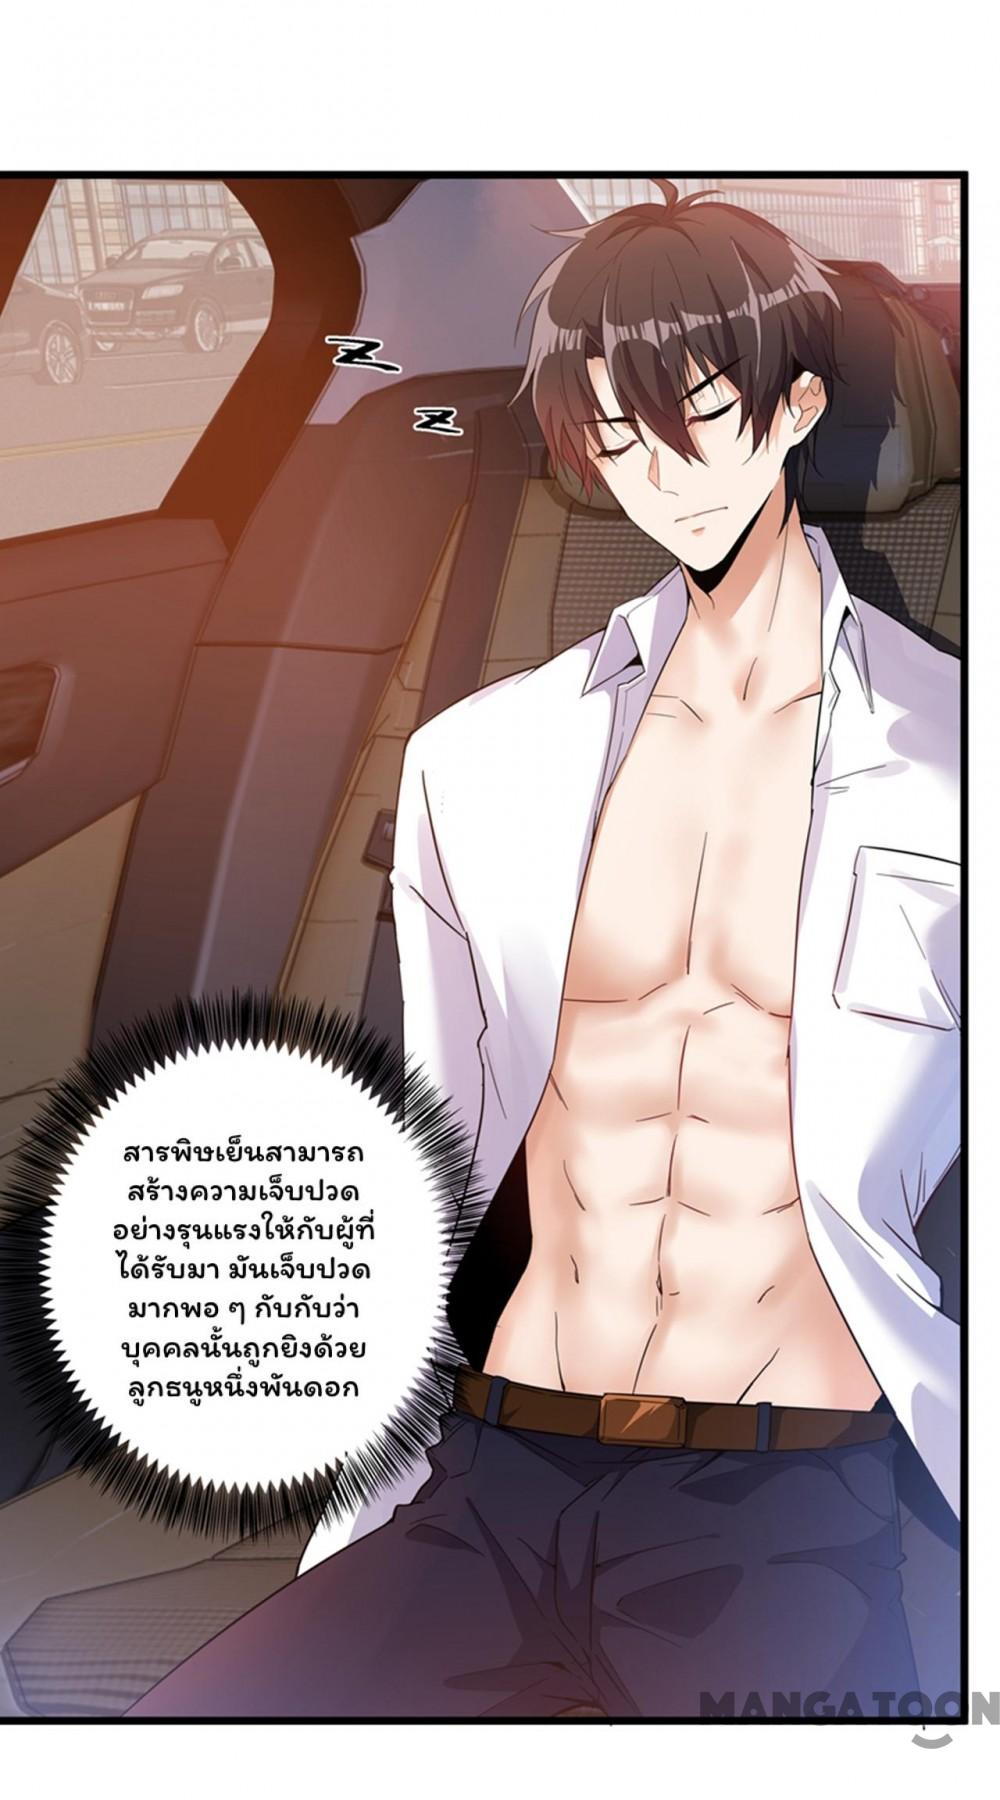 Z
Z
สารพิษเย็นสามารถ
สร้างความเจ็บปวด
อย่างรุนแรงให้กับผู้ที่
ได้รับมา มันเจ็บปวด
มากพอ ๆ กับกับว่า
บุคคลนั้นถูกยิงด้วย
ลูกธนูหนึ่งพันดอก
MANGATOON